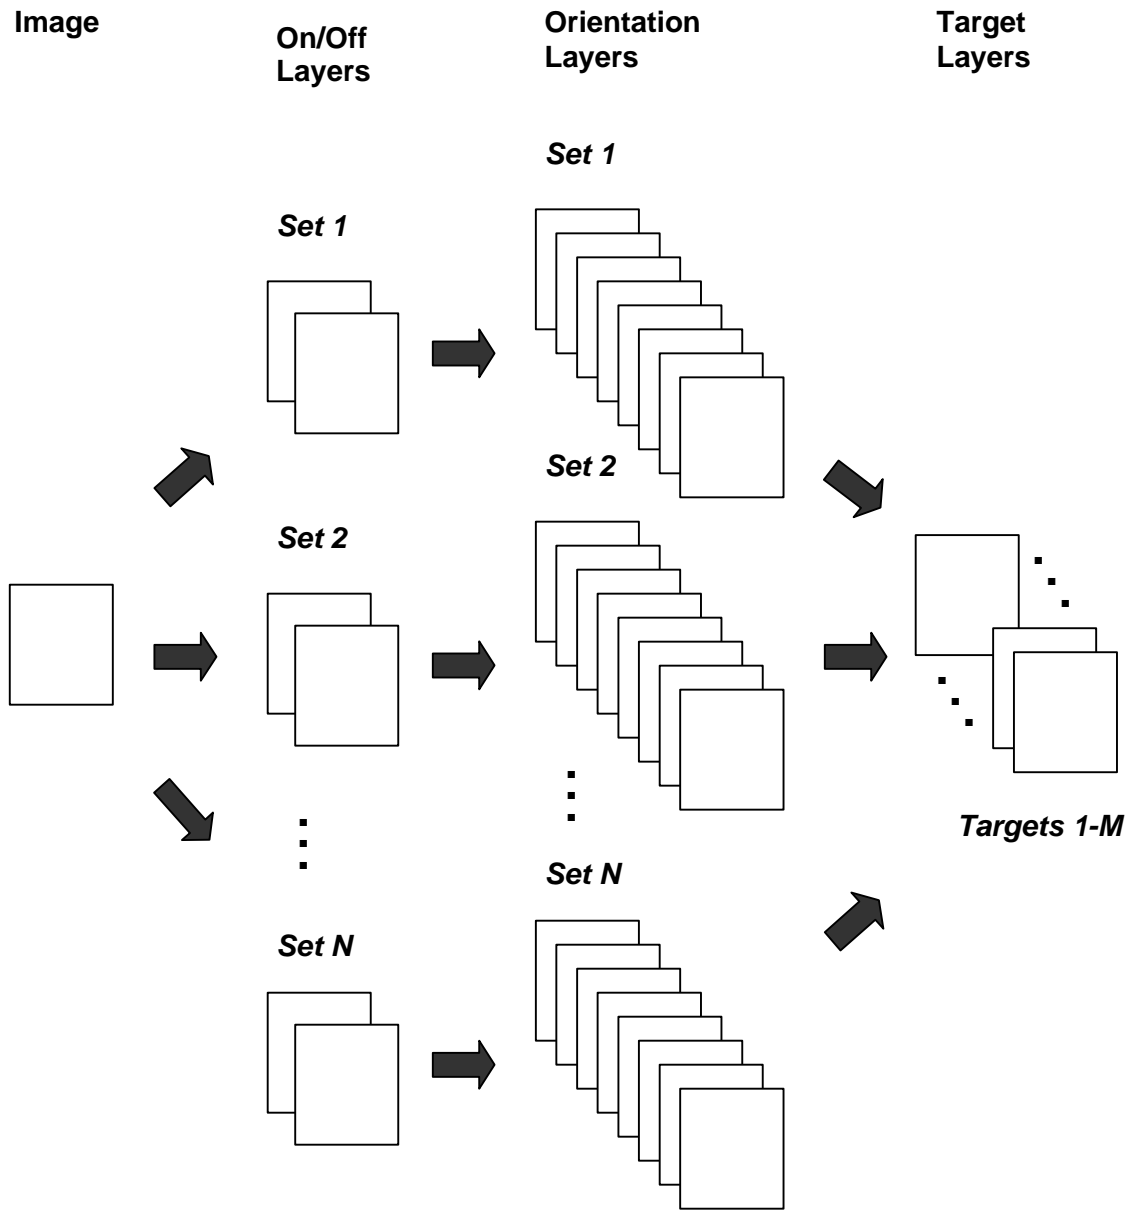 Image
On/Off
Layers
Orientation
Layers
Target
Layers
Set 1
Set 1
Set 2
Set 2
Targets 1-M
Set N
Set N